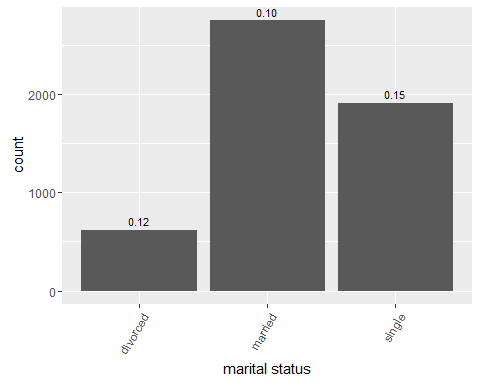 0.10
0.15
0.12
2000
1000
0
count
divorced
married
single
marital status